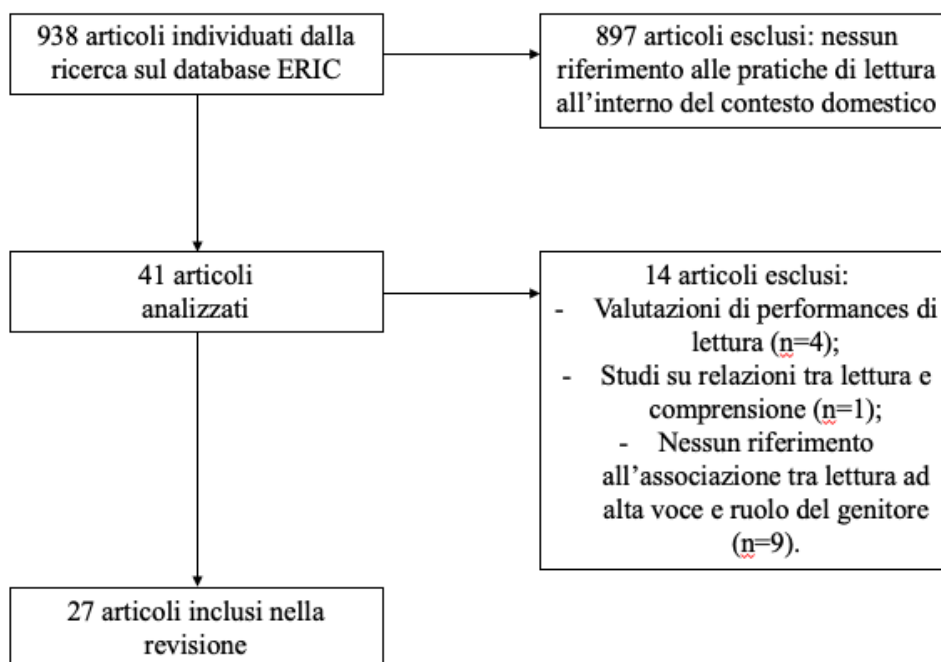 938 articoli individuati dalla
ricerca sul database ERIC
897 articoli esclusi: nessun
riferimento alle pratiche di lettura
all’interno del contesto domestico
41 articoli
analizzati
14 articoli esclusi:
- Valutazioni di performances di
lettura (n=4);
- Studi su relazioni tra lettura e
comprensione (n=1);
- Nessun riferimento
all’associazione tra lettura ad
alta voce e ruolo del genitore
(n=9).
27 articoli inclusi nella
revisione